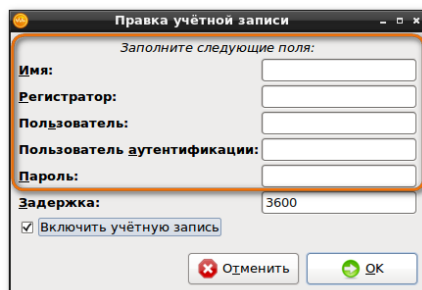 Правка учётной записи
Заполните следующие поля:
Имя:
Регистратор:
Пользователь:
Пользователь аутентификации:
Пароль:
Задержка: 3600
Включить учётную запись
Отменить OK